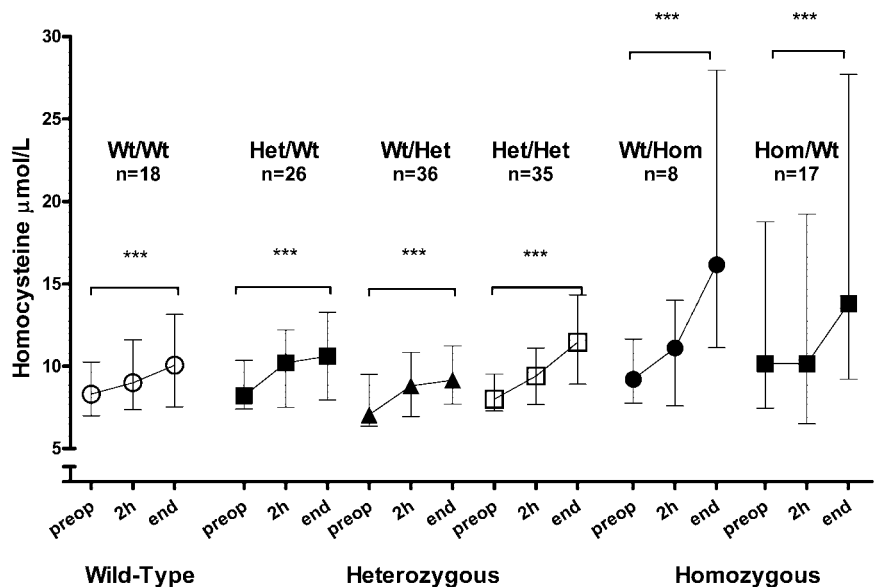 *** ***
30
25
20
15
10
5
Homocysteine μmol/L
Wt/Wt
n=18
Het/Wt
n=26
Wt/Het
n=36
Het/Het
n=35
Wt/Hom
n=8
Hom/Wt
n=17
*** *** *** ***
preop 2h end preop 2h end preop 2h end preop 2h end preop 2h end preop 2h end
Wild-Type Heterozygous Homozygous